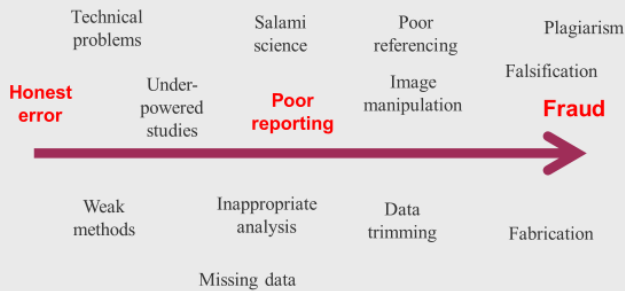 Technical
problems
Salami
science
Poor
referencing
Plagiarism
Honest
error
Under-
powered
studies
Poor
reporting
Image
manipulation
Falsification
Fraud
Weak
methods
Inappropriate
analysis
Data
trimming
Fabrication
Missing data